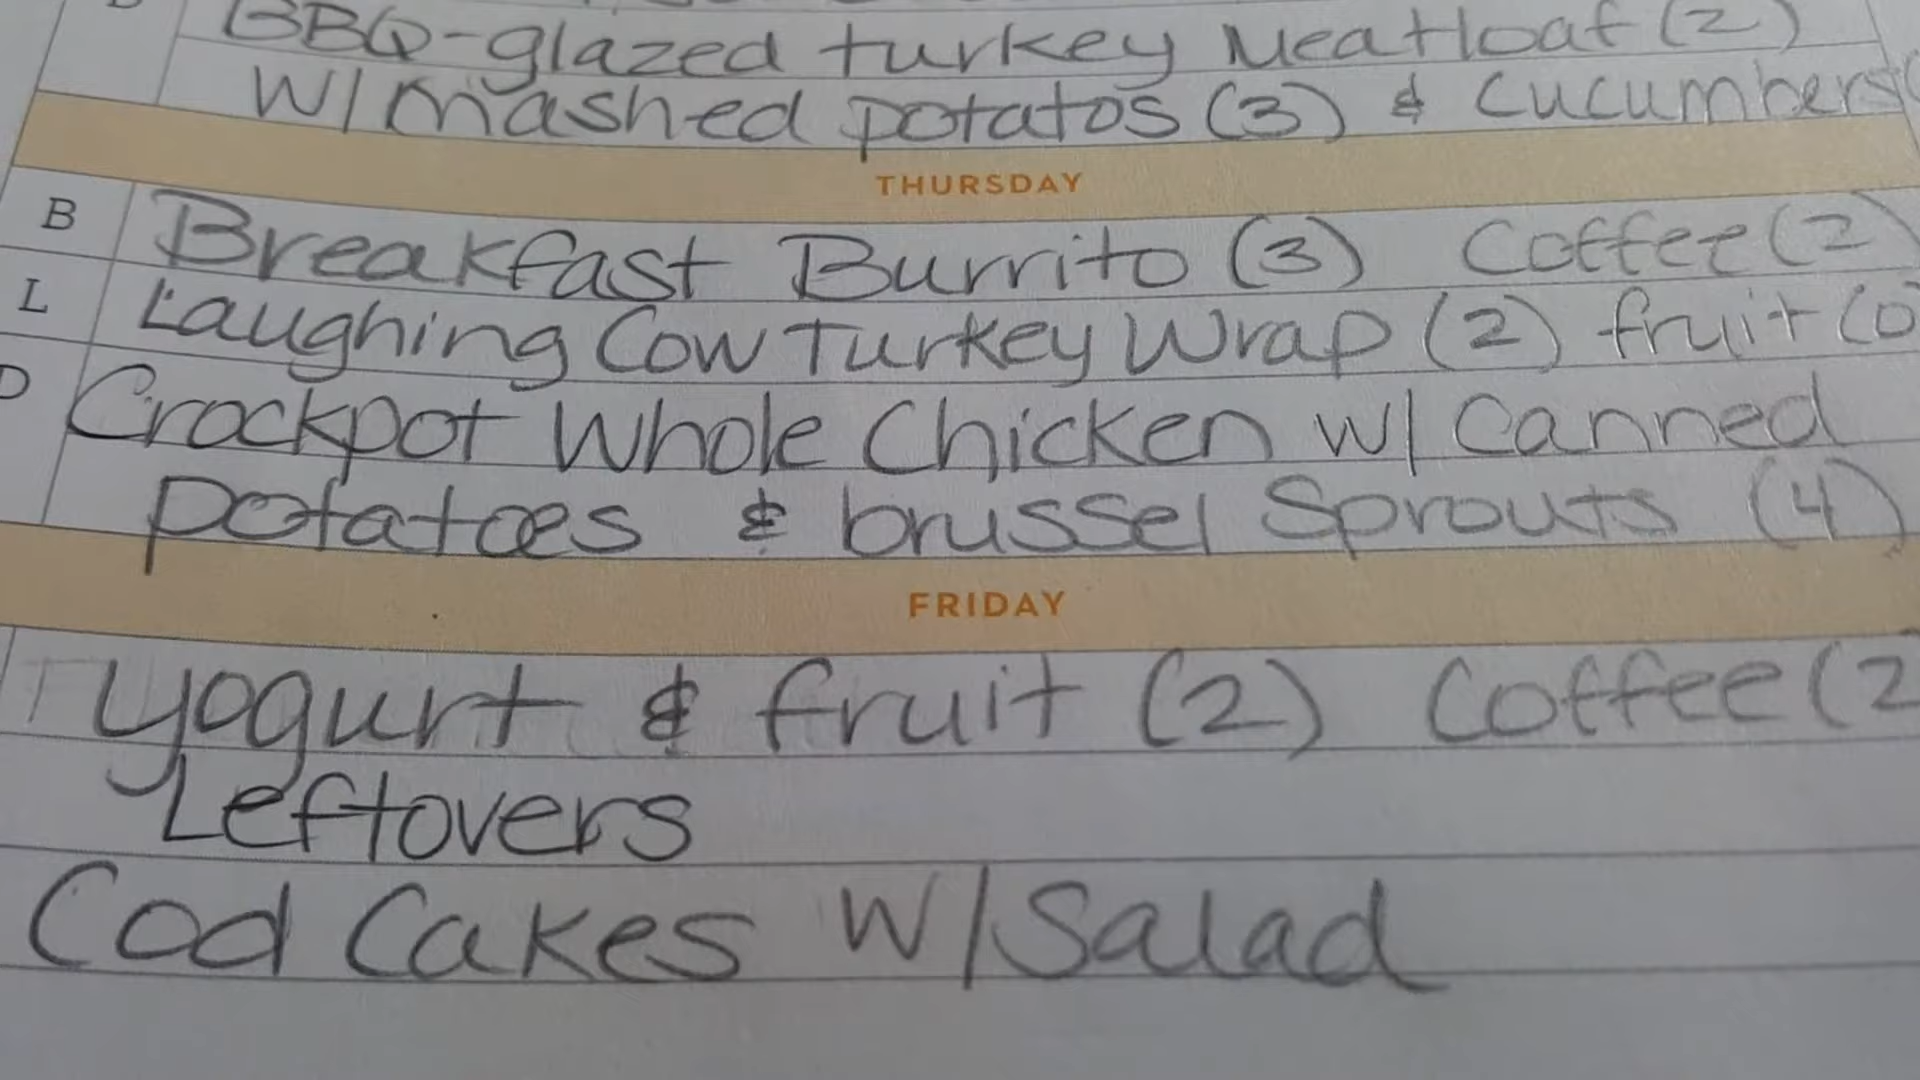 BBQ-glazed turkey Meatloaf (2)
W/ mashed potatos (3) & Cucumbers(
THURSDAY
B Breakfast Burrito (3) Coffee (2)
L Laughing Cow Turkey Wrap (2) fruit (0)
D Crockpot Whole Chicken w/ Canned
potatoes & brussel Sprouts (4)
FRIDAY
Yogurt & fruit (2) Coffee (2
Leftovers
Cod Cakes W/ Salad